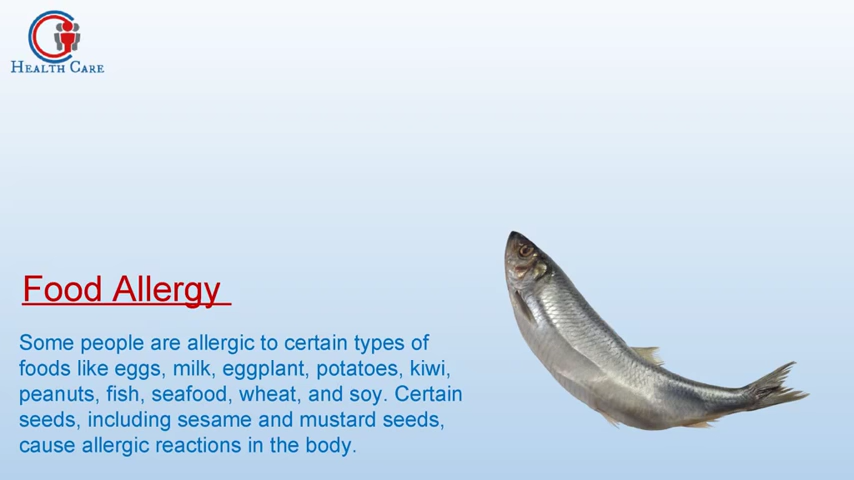 HEALTH CARE
Food Allergy
Some people are allergic to certain types of
foods like eggs, milk, eggplant, potatoes, kiwi,
peanuts, fish, seafood, wheat, and soy. Certain
seeds, including sesame and mustard seeds,
cause allergic reactions in the body.